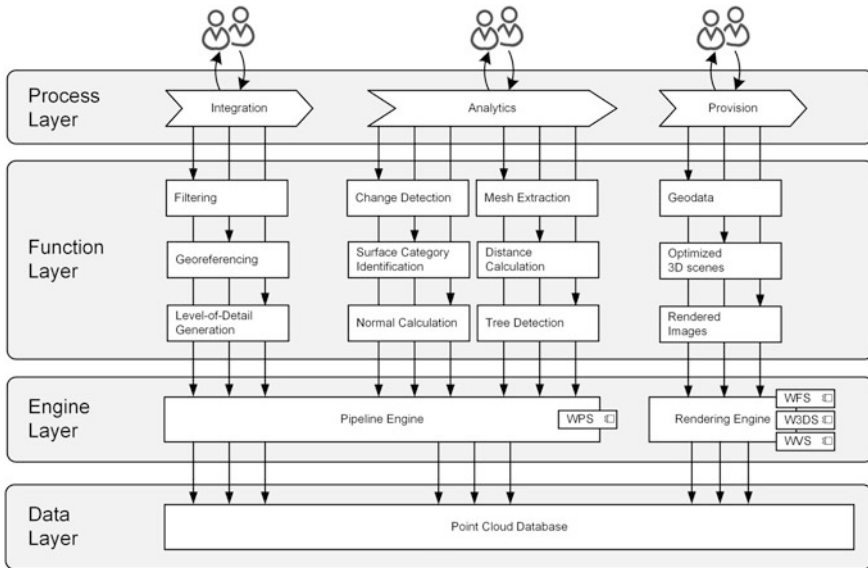 Process
Layer
Integration
Analytics
Provision
Function
Layer
Filtering
Change Detection
Mesh Extraction
Geodata
Georeferencing
Surface Category
Identification
Distance
Calculation
Optimized
3D scenes
Level-of-Detail
Generation
Normal Calculation
Tree Detection
Rendered
Images
Engine
Layer
Pipeline Engine
WPS
Rendering Engine
WFS
W3DS
WVS
Data
Layer
Point Cloud Database